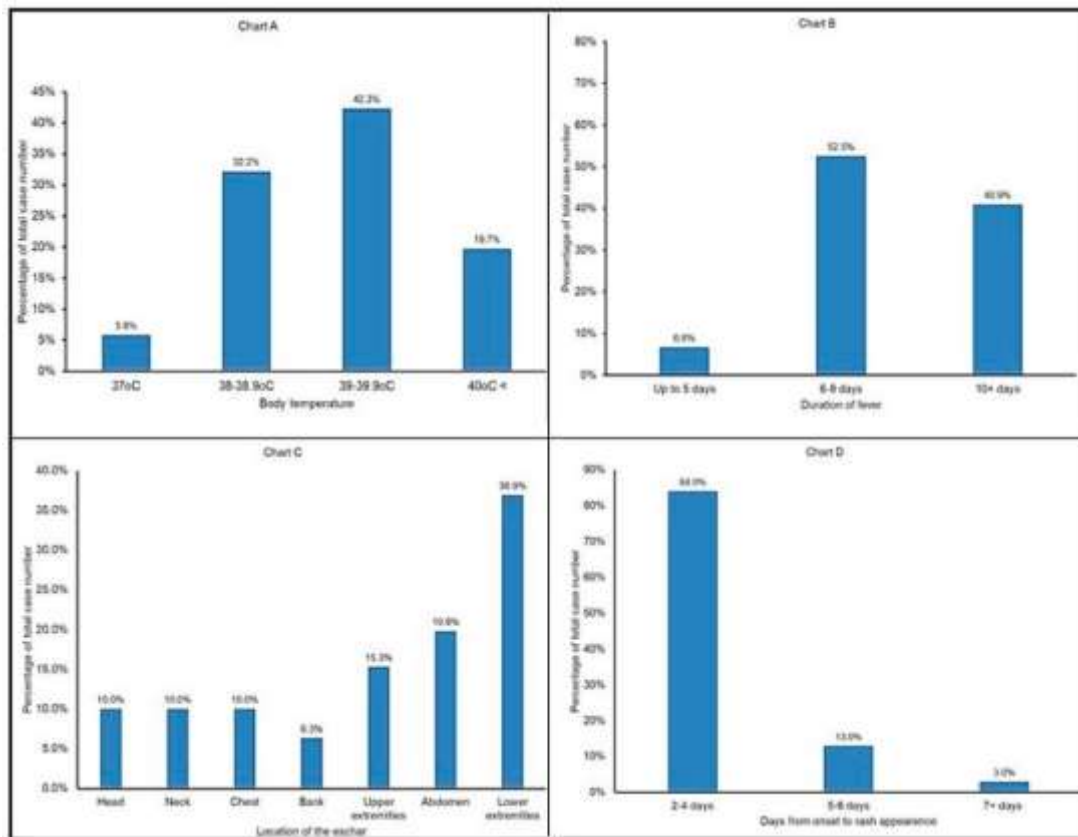 Chart A
45%
40%
35%
30%
25%
20%
15%
10%
5%
0%
Percentage of total case number
5.8%
32.2%
42.3%
19.7%
37oC
38-38.9oC
39-39.9oC
40oC <
Body temperature
Chart B
80%
70%
60%
50%
40%
30%
20%
10%
0%
Percentage of total case number
6.6%
52.5%
40.9%
Up to 5 days
6-9 days
10+ days
Duration of fever
Chart C
40.0%
35.0%
30.0%
25.0%
20.0%
15.0%
10.0%
5.0%
0.0%
Percentage of total case number
10.0%
10.0%
10.0%
6.3%
15.3%
19.8%
36.9%
Head
Neck
Chest
Bank
Upper
extremities
Abdomen
Lower
extremities
Location of the eschar
Chart D
90%
80%
70%
60%
50%
40%
30%
20%
10%
0%
Percentage of total case number
84.0%
13.0%
3.0%
2-4 days
5-6 days
7+ days
Days from onset to rash appearance